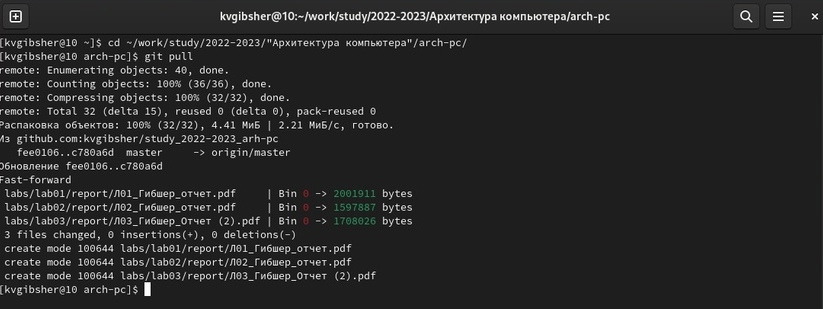 kvgibsher@10:~/work/study/2022-2023/Архитектура компьютера/arch-pc
[kvgibsher@10 ~]$ cd ~/work/study/2022-2023/"Архитектура компьютера"/arch-pc/
[kvgibsher@10 arch-pc]$ git pull
remote: Enumerating objects: 40, done.
remote: Counting objects: 100% (36/36), done.
remote: Compressing objects: 100% (32/32), done.
remote: Total 32 (delta 15), reused 0 (delta 0), pack-reused 0
Распаковка объектов: 100% (32/32), 4.41 МиБ | 2.21 МиБ/с, готово.
Из github.com:kvgibsher/study_2022-2023_arh-pc
   fee0106..c780a6d  master     -> origin/master
Обновление fee0106..c780a6d
Fast-forward
 labs/lab01/report/Л01_Гибшер_отчет.pdf     | Bin 0 -> 2001911 bytes
 labs/lab02/report/Л02_Гибшер_отчет.pdf     | Bin 0 -> 1597887 bytes
 labs/lab03/report/Л03_Гибшер_Отчет (2).pdf | Bin 0 -> 1708026 bytes
 3 files changed, 0 insertions(+), 0 deletions(-)
 create mode 100644 labs/lab01/report/Л01_Гибшер_отчет.pdf
 create mode 100644 labs/lab02/report/Л02_Гибшер_отчет.pdf
 create mode 100644 labs/lab03/report/Л03_Гибшер_Отчет (2).pdf
[kvgibsher@10 arch-pc]$